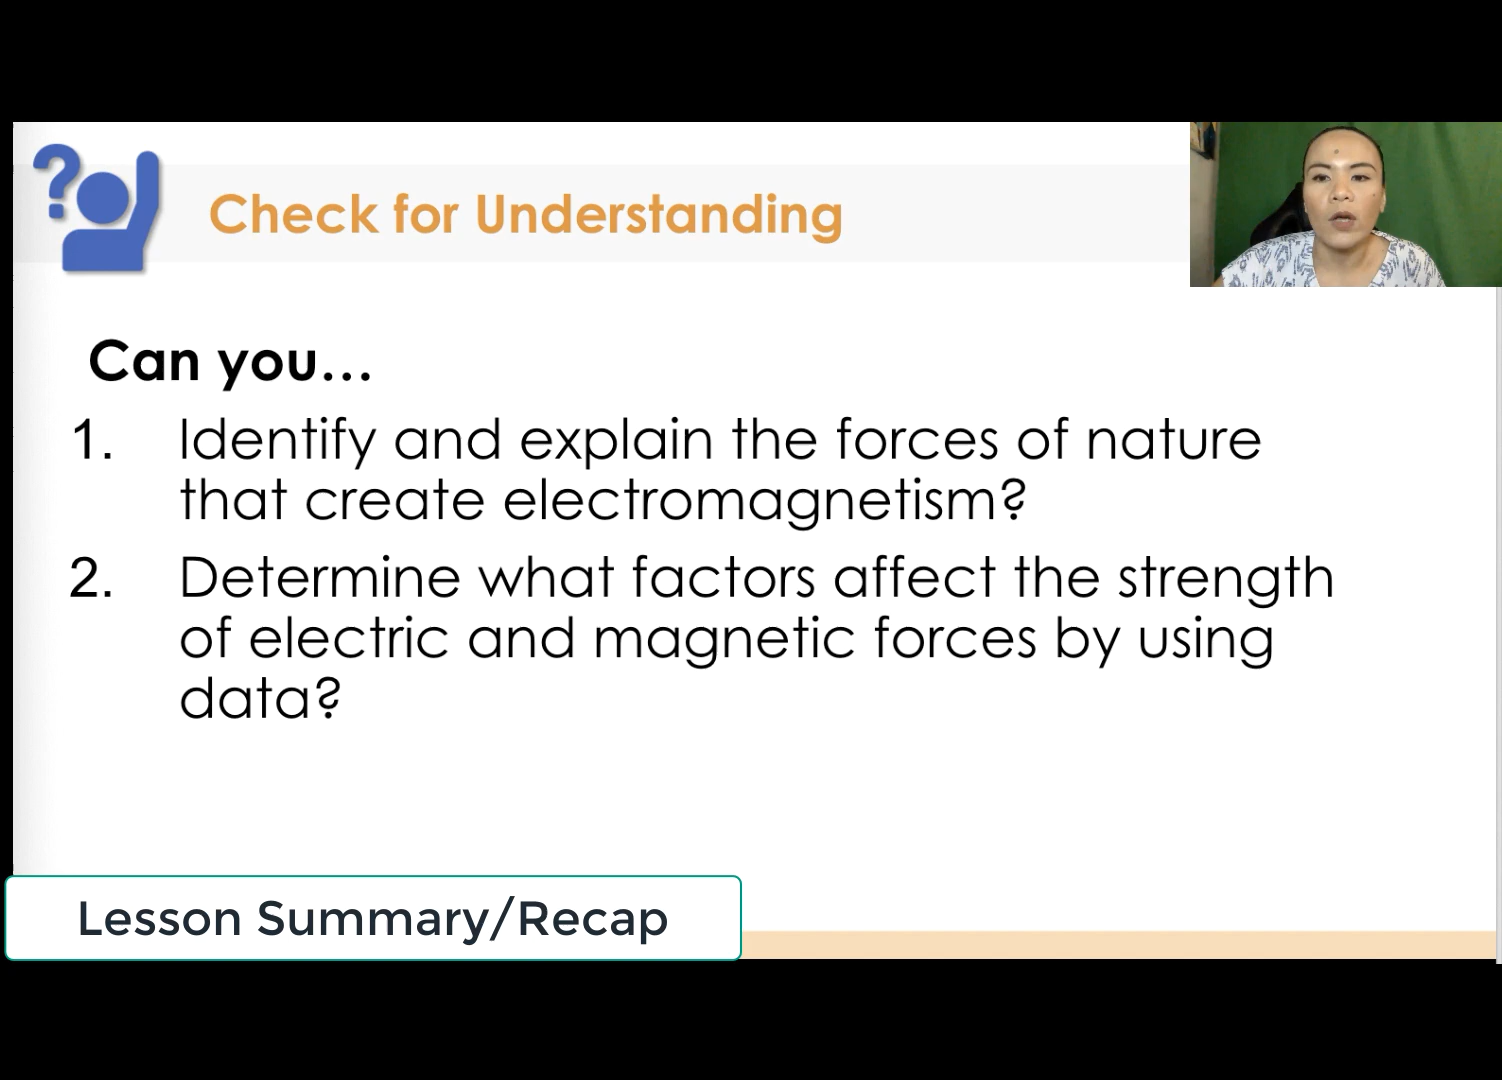 Check for Understanding
Can you...
1. Identify and explain the forces of nature
that create electromagnetism?
2. Determine what factors affect the strength
of electric and magnetic forces by using
data?
Lesson Summary/Recap